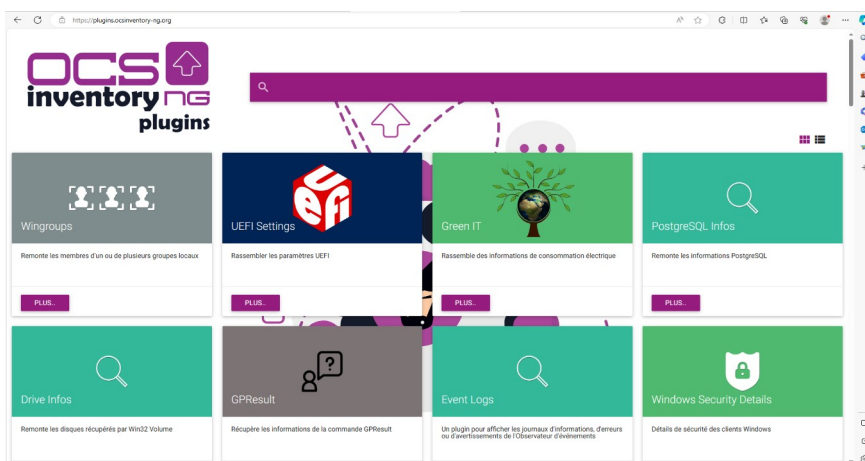 https://plugins.ocsinventory-ng.org
OCS
inventory NG
plugins
Wingroups
UEFI Settings
Green IT
PostgreSQL Infos
Remonte les membres d'un ou de plusieurs groupes locaux
Rassembler les paramètres UEFI
Rassemble des informations de consommation électrique
Remonte les informations PostgreSQL
PLUS..
PLUS..
PLUS..
PLUS..
Drive Infos
GPResult
Event Logs
Windows Security Details
Remonte les disques récupérés par Win32 Volume
Récupère les informations de la commande GPResult
Un plugin pour afficher les journaux d'informations, d'erreurs
ou d'avertissements de l'Observateur d'événements
Détails de sécurité des clients Windows